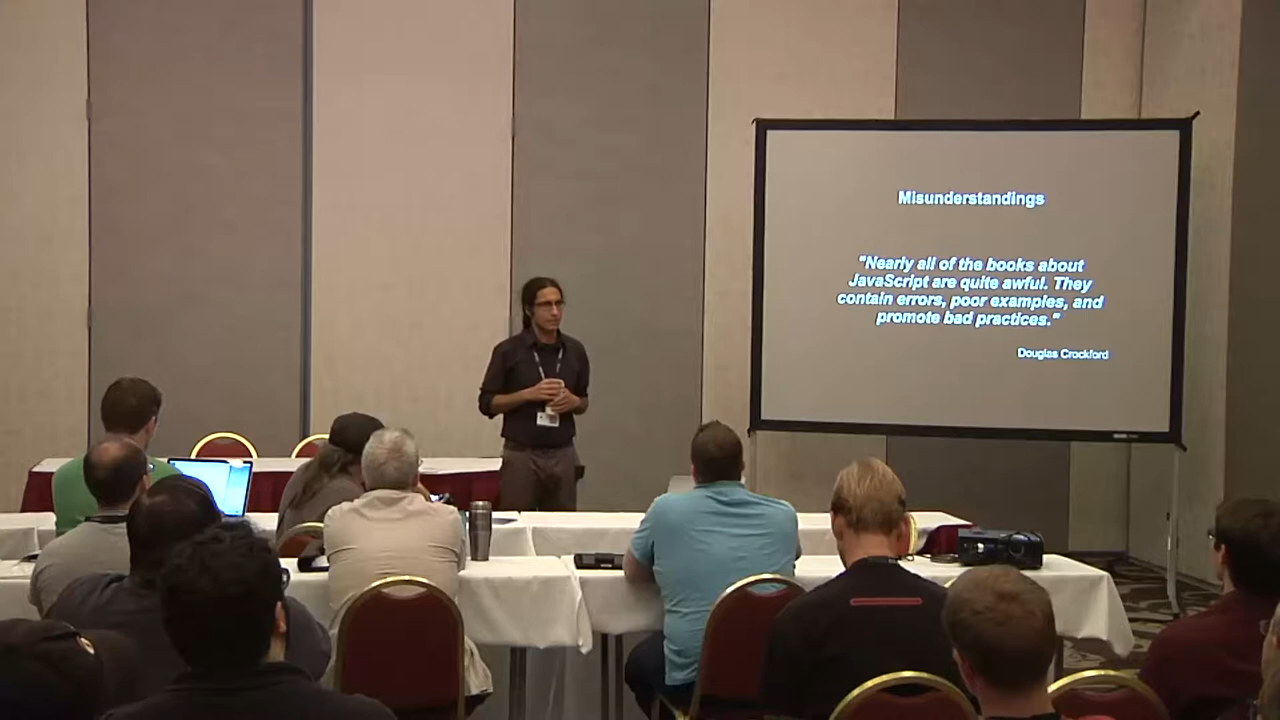 Misunderstandings
"Nearly all of the books about
JavaScript are quite awful. They
contain errors, poor examples, and
promote bad practices."
Douglas Crockford